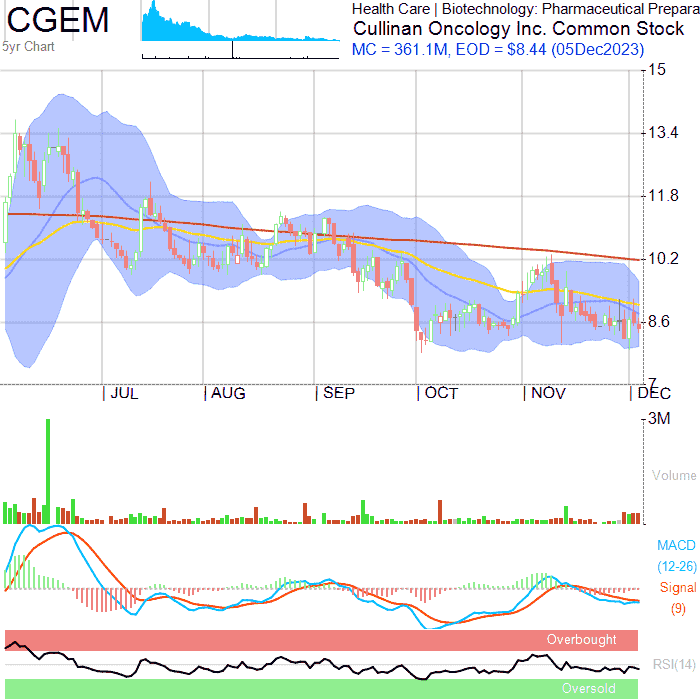 CGEM
5yr Chart
Health Care | Biotechnology: Pharmaceutical Prepara
Cullinan Oncology Inc. Common Stock
MC = 361.1M, EOD = $8.44 (05Dec2023)
15
13.4
11.8
10.2
8.6
7
JUL AUG SEP OCT NOV DEC
3M
Volume
MACD
(12-26)
Signal
(9)
Overbought
RSI(14)
Oversold